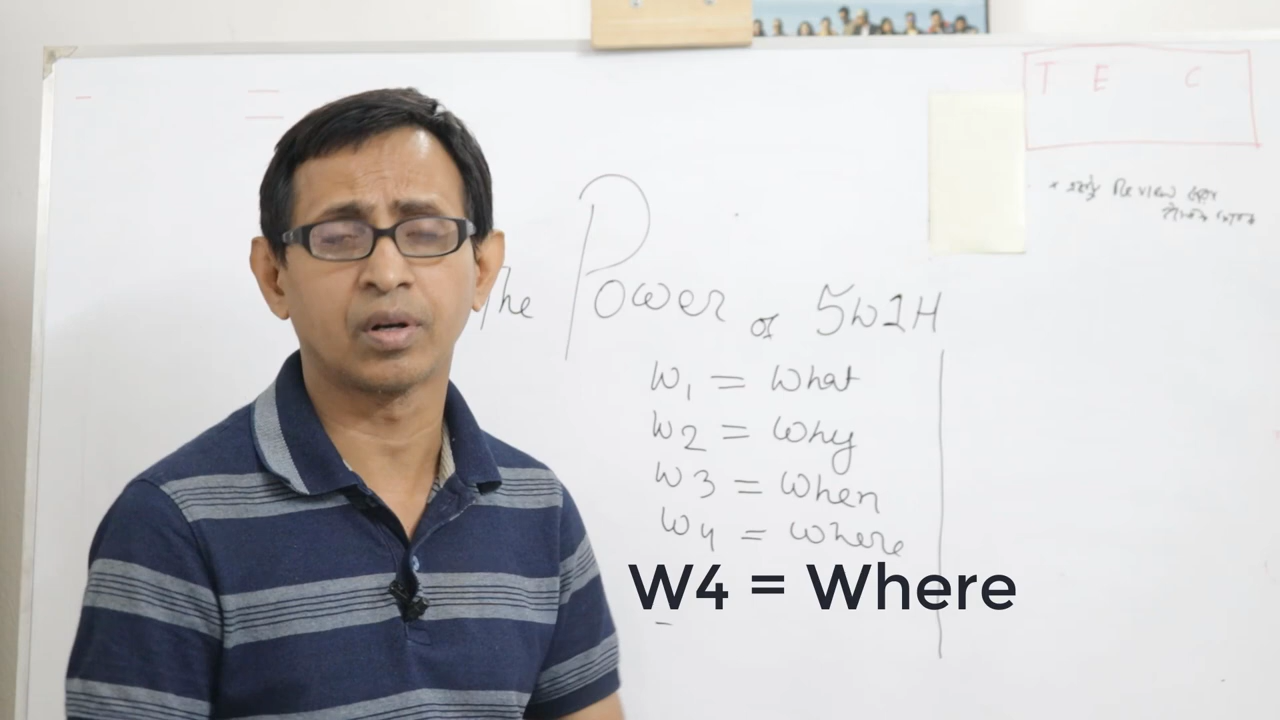 T E C
Review
The Power of 5W1H
W1 = What
W2 = Why
W3 = When
W4 = Where
W4 = Where